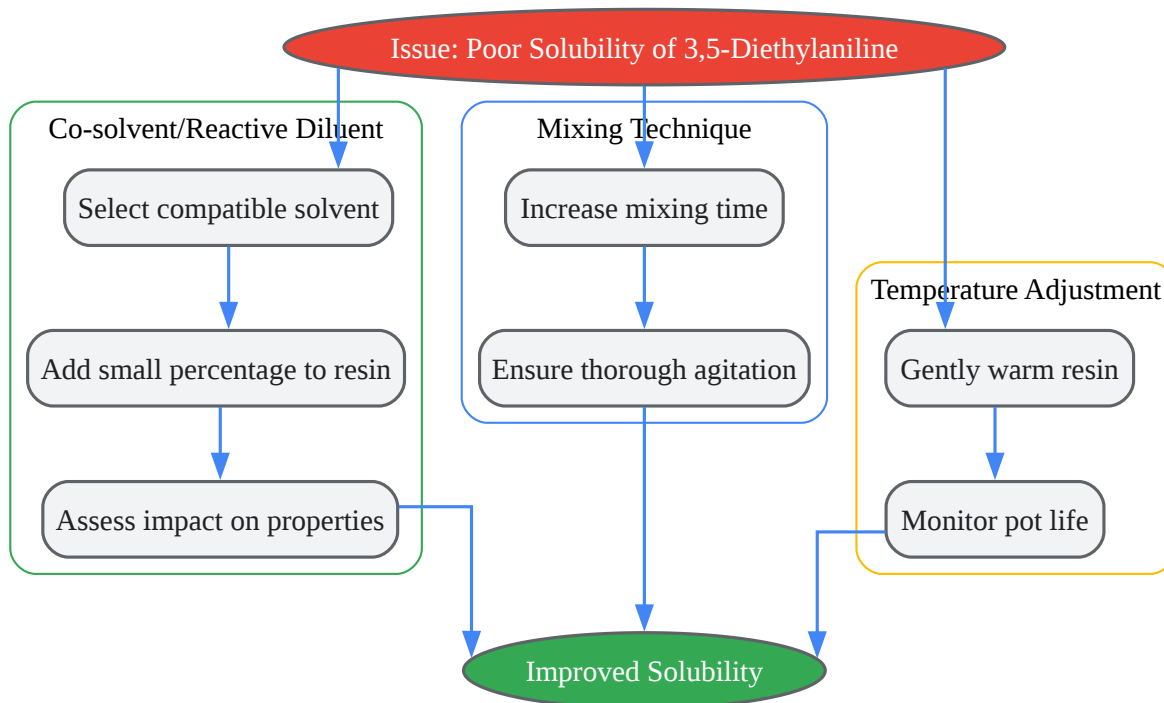 Issue: Poor Solubility of 3,5-Diethylaniline
Co-solvent/Reactive Diluent
Select compatible solvent
Add small percentage to resin
Assess impact on properties
Mixing Technique
Increase mixing time
Ensure thorough agitation
Temperature Adjustment
Gently warm resin
Monitor pot life
Improved Solubility